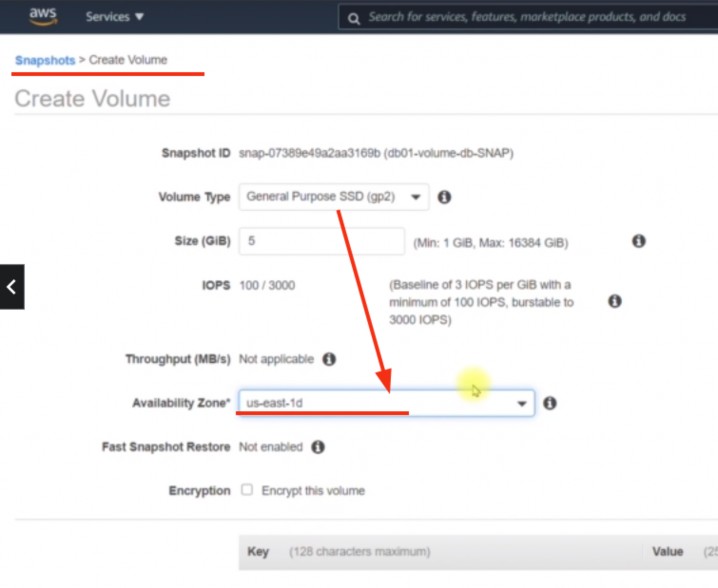 aws Services Search for services, features, marketplace products, and docs
Snapshots > Create Volume
Create Volume
Snapshot ID snap-07389e49a2aa3169b (db01-volume-db-SNAP)
Volume Type General Purpose SSD (gp2)
Size (GiB) 5 (Min: 1 GiB, Max: 16384 GiB)
IOPS 100 / 3000 (Baseline of 3 IOPS per GiB with a
minimum of 100 IOPS, burstable to
3000 IOPS)
Throughput (MB/s) Not applicable
Availability Zone* us-east-1d
Fast Snapshot Restore Not enabled
Encryption Encrypt this volume
Key (128 characters maximum) Value (25